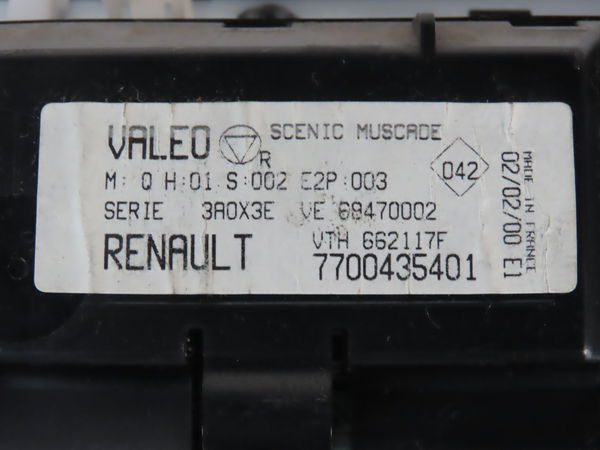 VALEO R SCENIC MUSCADE
M: Q H:01 S:002 E2P:003
042
SERIE 3A0X3E VE 69470002
RENAULT VTH 662117F
7700435401
MADE IN FRANCE
02/02/00 E1